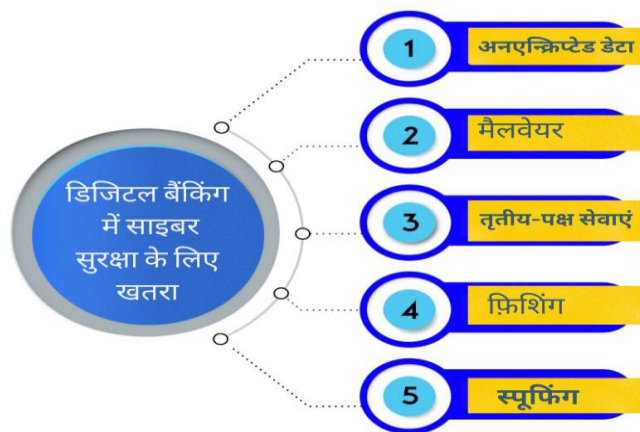 डिजिटल बैंकिंग
में साइबर
सुरक्षा के लिए
खतरा
1
अनएन्क्रिप्टेड डेटा
2
मैलवेयर
3
तृतीय-पक्ष सेवाएं
4
फ़िशिंग
5
स्पूफिंग